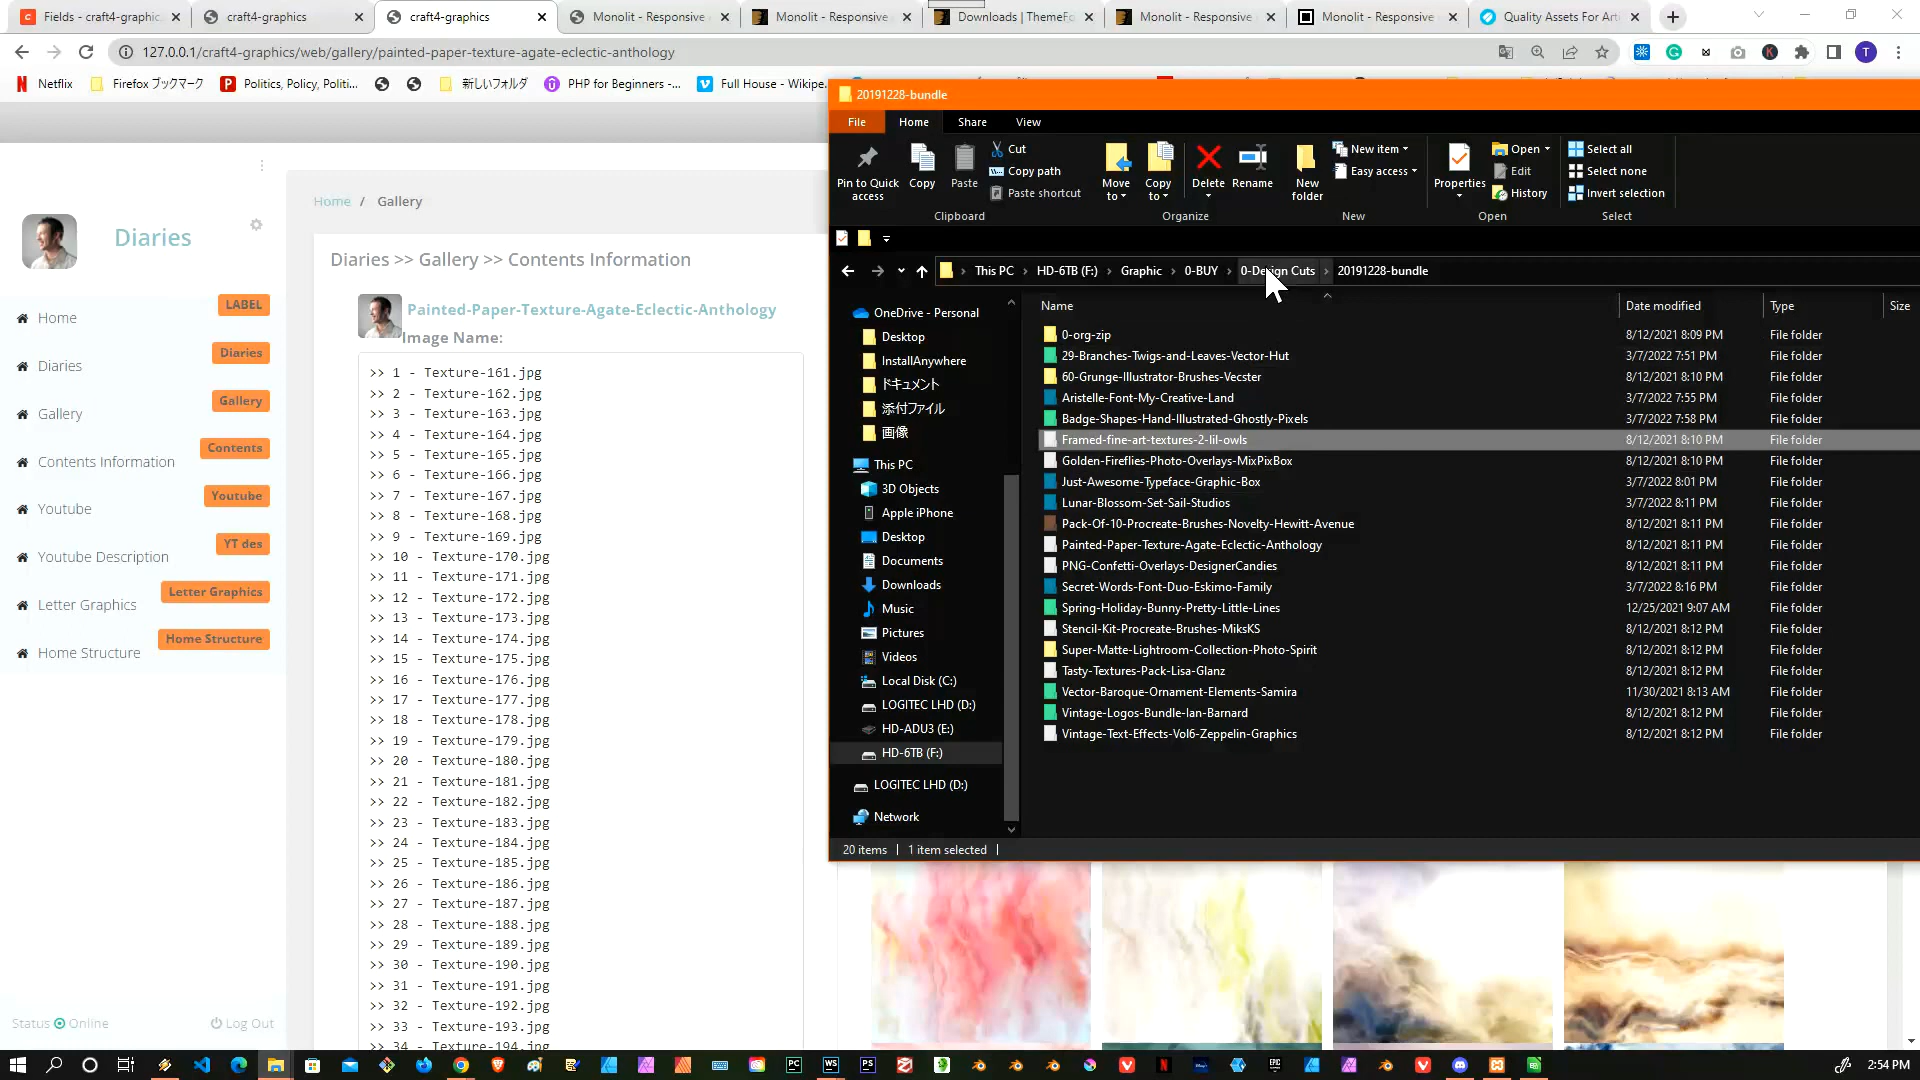 Fields - craft4-graphic
craft4-graphics
craft4-graphics
Monolit - Responsive
Monolit - Responsive
Downloads | ThemeFo
Monolit - Responsive
Monolit - Responsive
Quality Assets For Art
127.0.0.1/craft4-graphics/web/gallery/painted-paper-texture-agate-eclectic-anthology
T
Netflix
Firefox ブックマーク
Politics, Policy, Politi...
新しいフォルダ
PHP for Beginners -...
Full House - Wikipe.
Diaries
LABEL
Home
Diaries
Diaries
Gallery
Gallery
Contents
Contents Information
Youtube
Youtube
YT des
Youtube Description
Letter Graphics
Letter Graphics
Home Structure
Home Structure
Status Online
Log Out
Home / Gallery
Diaries >> Gallery >> Contents Information
Painted-Paper-Texture-Agate-Eclectic-Anthology
Image Name:
>> 1 - Texture-161.jpg
>> 2 - Texture-162.jpg
>> 3 - Texture-163.jpg
>> 4 - Texture-164.jpg
>> 5 - Texture-165.jpg
>> 6 - Texture-166.jpg
>> 7 - Texture-167.jpg
>> 8 - Texture-168.jpg
>> 9 - Texture-169.jpg
>> 10 - Texture-170.jpg
>> 11 - Texture-171.jpg
>> 12 - Texture-172.jpg
>> 13 - Texture-173.jpg
>> 14 - Texture-174.jpg
>> 15 - Texture-175.jpg
>> 16 - Texture-176.jpg
>> 17 - Texture-177.jpg
>> 18 - Texture-178.jpg
>> 19 - Texture-179.jpg
>> 20 - Texture-180.jpg
>> 21 - Texture-181.jpg
>> 22 - Texture-182.jpg
>> 23 - Texture-183.jpg
>> 24 - Texture-184.jpg
>> 25 - Texture-185.jpg
>> 26 - Texture-186.jpg
>> 27 - Texture-187.jpg
>> 28 - Texture-188.jpg
>> 29 - Texture-189.jpg
>> 30 - Texture-190.jpg
>> 31 - Texture-191.jpg
>> 32 - Texture-192.jpg
>> 33 - Texture-193.jpg
>> 34 - Texture-194.jpg
20191228-bundle
File Home Share View
Pin to Quick access
Copy
Paste
Cut
Copy path
Paste shortcut
Clipboard
Move to
Copy to
Delete
Rename
Organize
New folder
New item
Easy access
New
Properties
Open
Edit
History
Open
Select all
Select none
Invert selection
Select
This PC > HD-6TB (F:) > Graphic > 0-BUY > 0-Design Cuts > 20191228-bundle
OneDrive - Personal
Desktop
InstallAnywhere
ドキュメント
添付ファイル
画像
This PC
3D Objects
Apple iPhone
Desktop
Documents
Downloads
Music
Pictures
Videos
Local Disk (C:)
LOGITEC LHD (D:)
HD-ADU3 (E:)
HD-6TB (F:)
LOGITEC LHD (D:)
Network
Name Date modified Type Size
0-org-zip 8/12/2021 8:09 PM File folder
29-Branches-Twigs-and-Leaves-Vector-Hut 3/7/2022 7:51 PM File folder
60-Grunge-Illustrator-Brushes-Vecster 8/12/2021 8:10 PM File folder
Aristelle-Font-My-Creative-Land 3/7/2022 7:55 PM File folder
Badge-Shapes-Hand-Illustrated-Ghostly-Pixels 3/7/2022 7:58 PM File folder
Framed-fine-art-textures-2-lil-owls 8/12/2021 8:10 PM File folder
Golden-Fireflies-Photo-Overlays-MixPixBox 8/12/2021 8:10 PM File folder
Just-Awesome-Typeface-Graphic-Box 3/7/2022 8:01 PM File folder
Lunar-Blossom-Set-Sail-Studios 3/7/2022 8:11 PM File folder
Pack-Of-10-Procreate-Brushes-Novelty-Hewitt-Avenue 8/12/2021 8:11 PM File folder
Painted-Paper-Texture-Agate-Eclectic-Anthology 8/12/2021 8:11 PM File folder
PNG-Confetti-Overlays-DesignerCandies 8/12/2021 8:11 PM File folder
Secret-Words-Font-Duo-Eskimo-Family 3/7/2022 8:16 PM File folder
Spring-Holiday-Bunny-Pretty-Little-Lines 12/25/2021 9:07 AM File folder
Stencil-Kit-Procreate-Brushes-MiksKS 8/12/2021 8:12 PM File folder
Super-Matte-Lightroom-Collection-Photo-Spirit 8/12/2021 8:12 PM File folder
Tasty-Textures-Pack-Lisa-Glanz 8/12/2021 8:12 PM File folder
Vector-Baroque-Ornament-Elements-Samira 11/30/2021 8:13 AM File folder
Vintage-Logos-Bundle-Ian-Barnard 8/12/2021 8:12 PM File folder
Vintage-Text-Effects-Vol6-Zeppelin-Graphics 8/12/2021 8:12 PM File folder
20 items | 1 item selected |
2:54 PM